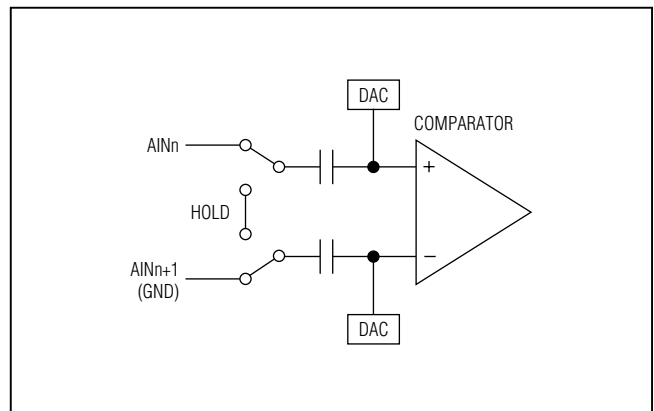 DAC
COMPARATOR
AINn
+
HOLD
AINn+1
(GND)
−
DAC